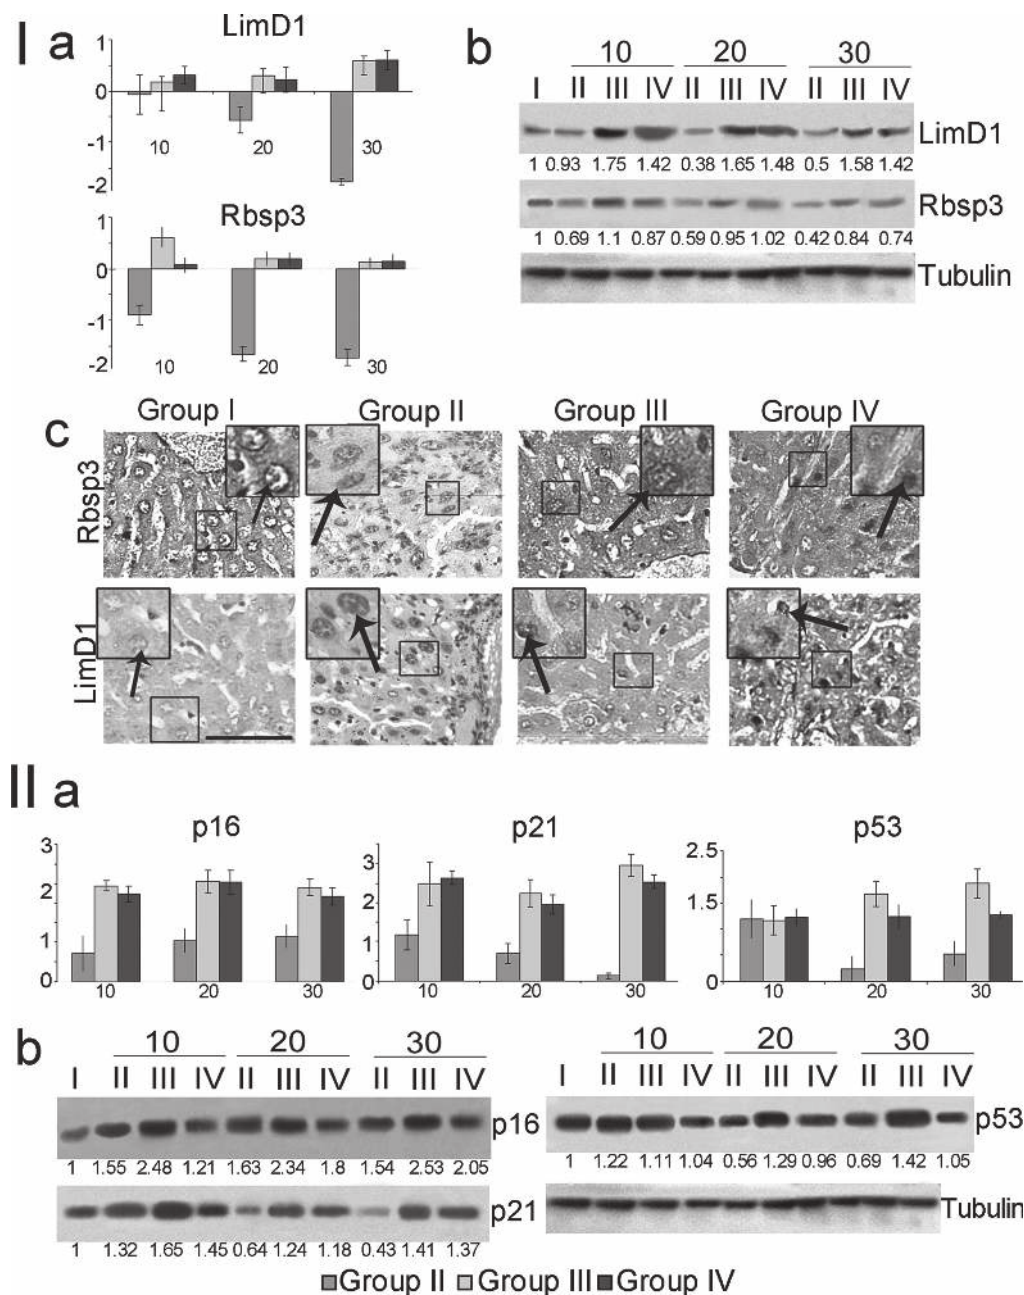 I a
LimD1
1
0
-1
-2
10
20
30
Rbsp3
1
0
-1
-2
10
20
30
b
10 20 30
I II III IV II III IV II III IV
LimD1
1 0.93 1.75 1.42 0.38 1.65 1.48 0.5 1.58 1.42
Rbsp3
1 0.69 1.1 0.87 0.59 0.95 1.02 0.42 0.84 0.74
Tubulin
c
Group I Group II Group III Group IV
Rbsp3
LimD1
II a
p16
3
2
1
0
10 20 30
p21
3
2
1
0
10 20 30
p53
2.5
1.5
0
10 20 30
b
10 20 30
I II III IV II III IV II III IV
p16
1 1.55 2.48 1.21 1.63 2.34 1.8 1.54 2.53 2.05
p21
1 1.32 1.65 1.45 0.64 1.24 1.18 0.43 1.41 1.37
10 20 30
I II III IV II III IV II III IV
p53
1 1.22 1.11 1.04 0.56 1.29 0.96 0.69 1.42 1.05
Tubulin
Group II Group III Group IV